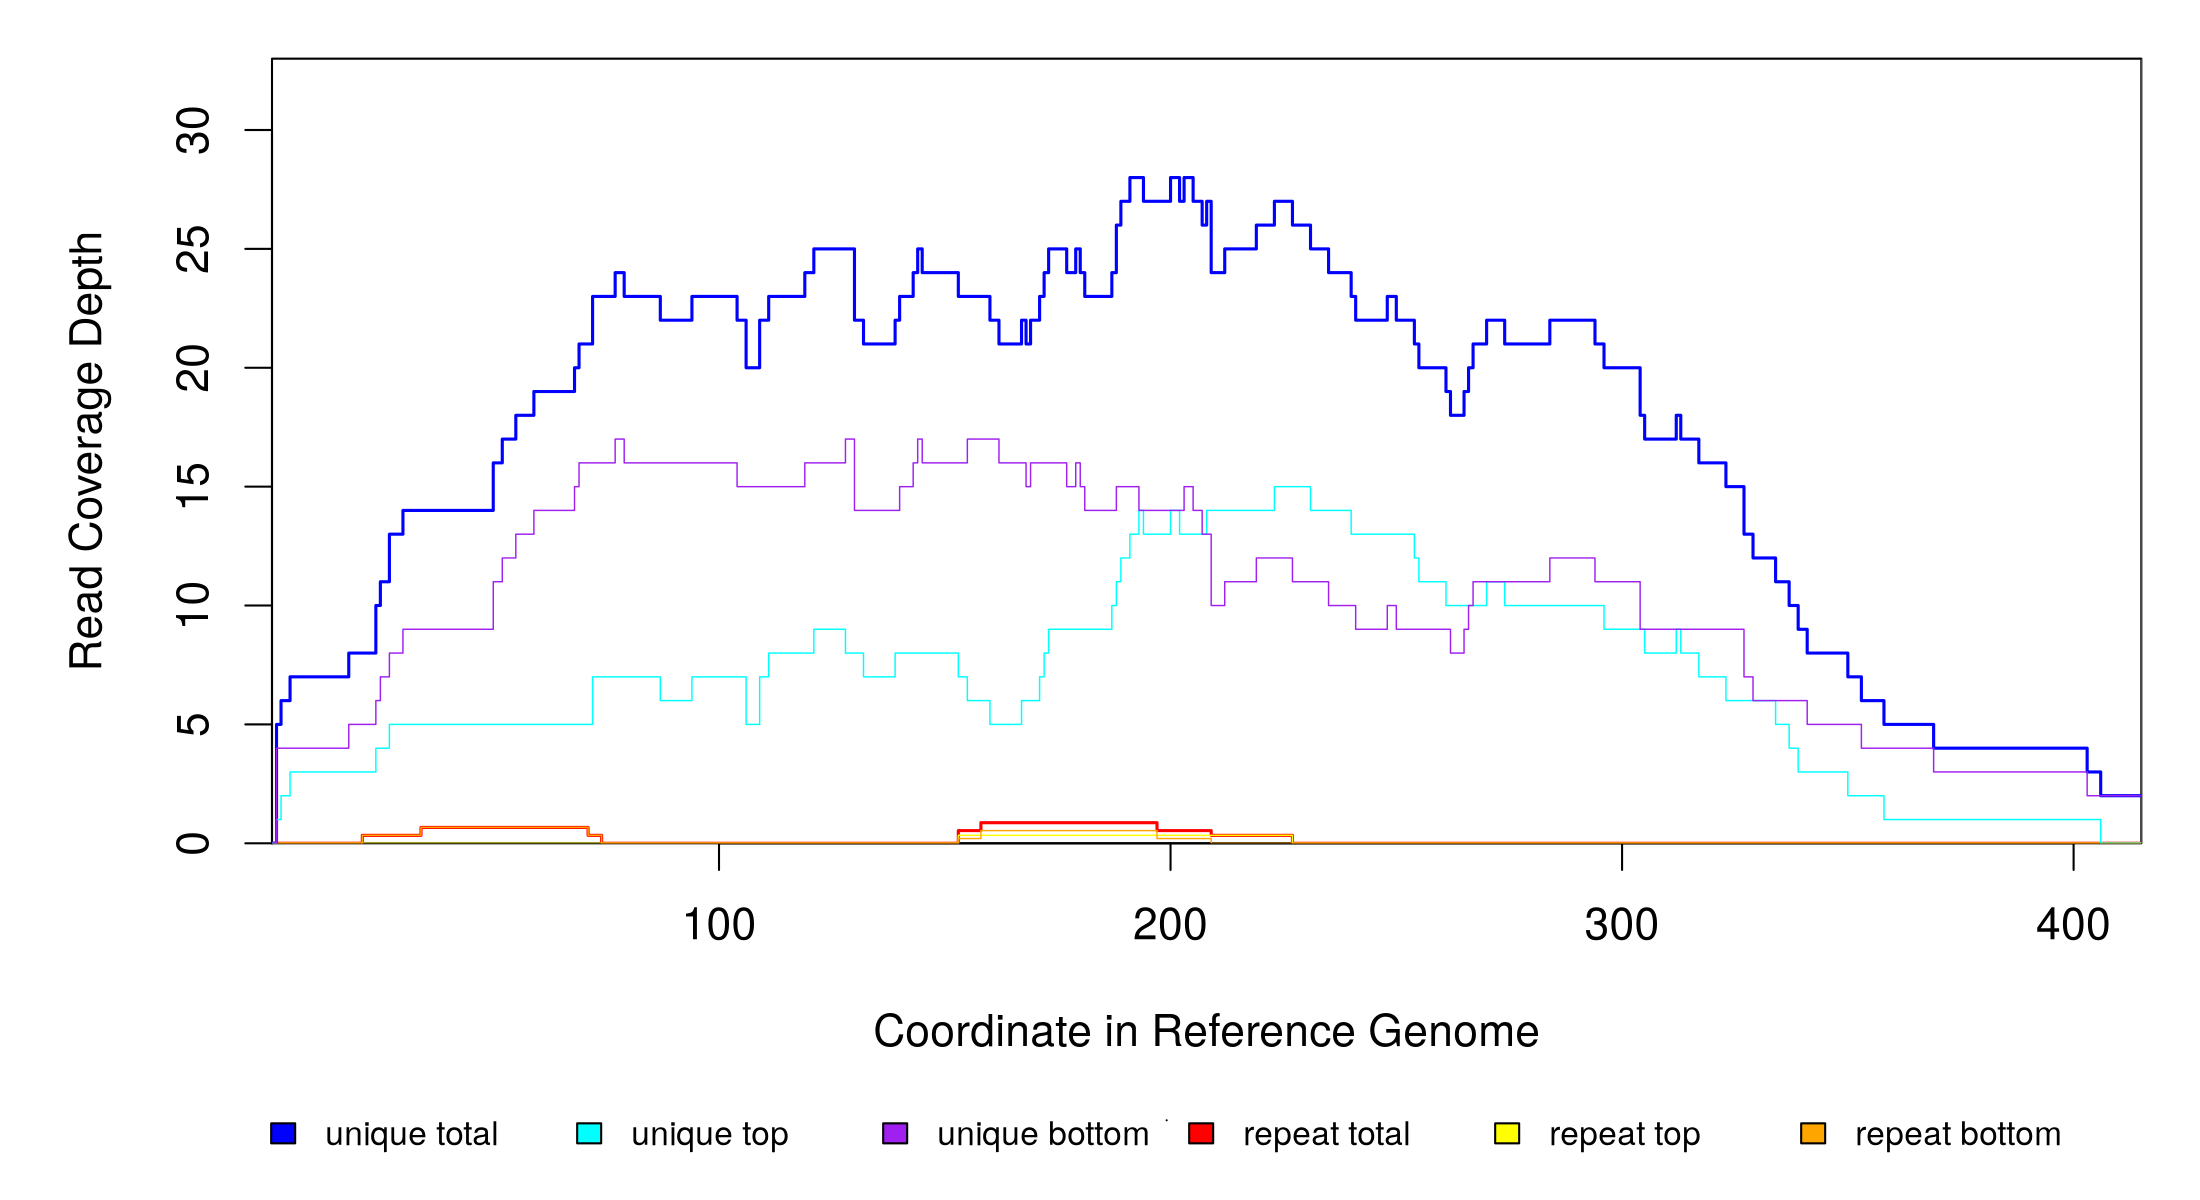 30
25
20
15
10
5
0
Read Coverage Depth
100 200 300 400
Coordinate in Reference Genome
unique total unique top unique bottom repeat total repeat top repeat bottom